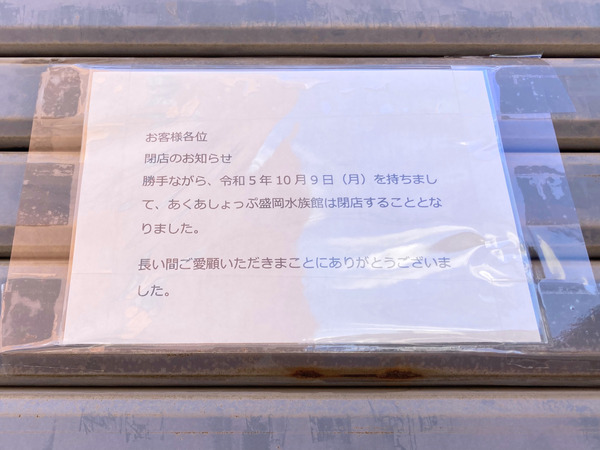 お客様各位
閉店のお知らせ
勝手ながら、令和5年10月9日（月）を持ちまし
て、あくあしょっぷ盛岡水族館は閉店することとな
りました。
長い間ご愛顧いただきまことにありがとうございま
した。